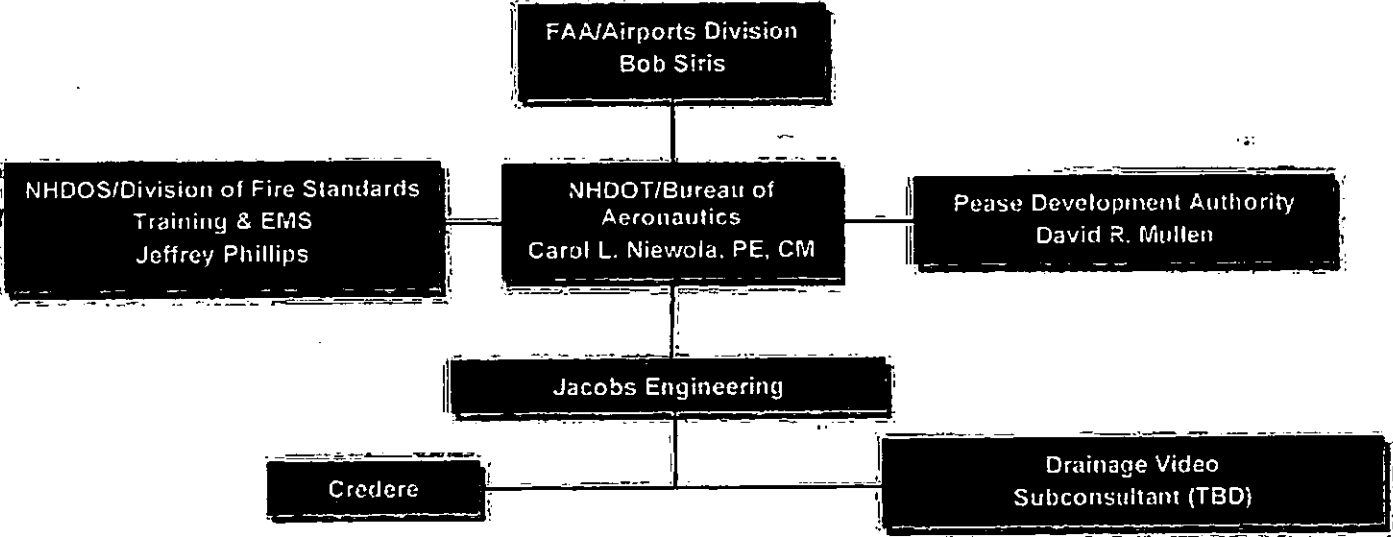 FAA/Airports Division
Bob Siris
NHDOS/Division of Fire Standards
Training & EMS
Jeffrey Phillips
NHDOT/Bureau of
Aeronautics
Carol L. Niewola, PE, CM
Pease Development Authority
David R. Mullen
Jacobs Engineering
Credere
Drainage Video
Subconsultant (TBD)